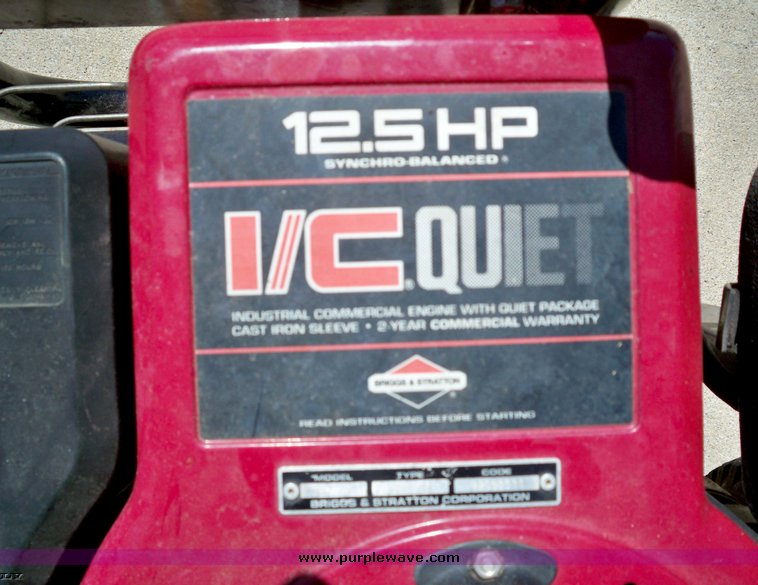 12.5 HP
SYNCHRO-BALANCED®
I/C® QUIET
INDUSTRIAL COMMERCIAL ENGINE WITH QUIET PACKAGE
CAST IRON SLEEVE • 2-YEAR COMMERCIAL WARRANTY
BRIGGS & STRATTON
READ INSTRUCTIONS BEFORE STARTING
MODEL TYPE CODE
BRIGGS & STRATTON CORPORATION
www.purplewave.com